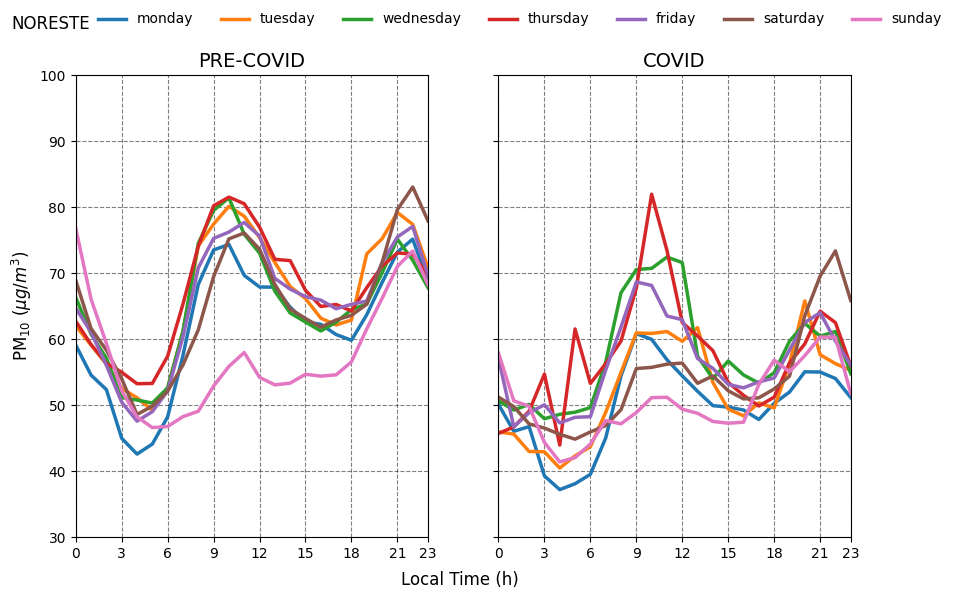 NORESTE monday tuesday wednesday thursday friday saturday sunday
PRE-COVID COVID
100
90
80
70
60
50
40
30
PM₁₀ (μg/m³)
0 3 6 9 12 15 18 21 23 0 3 6 9 12 15 18 21 23
Local Time (h)